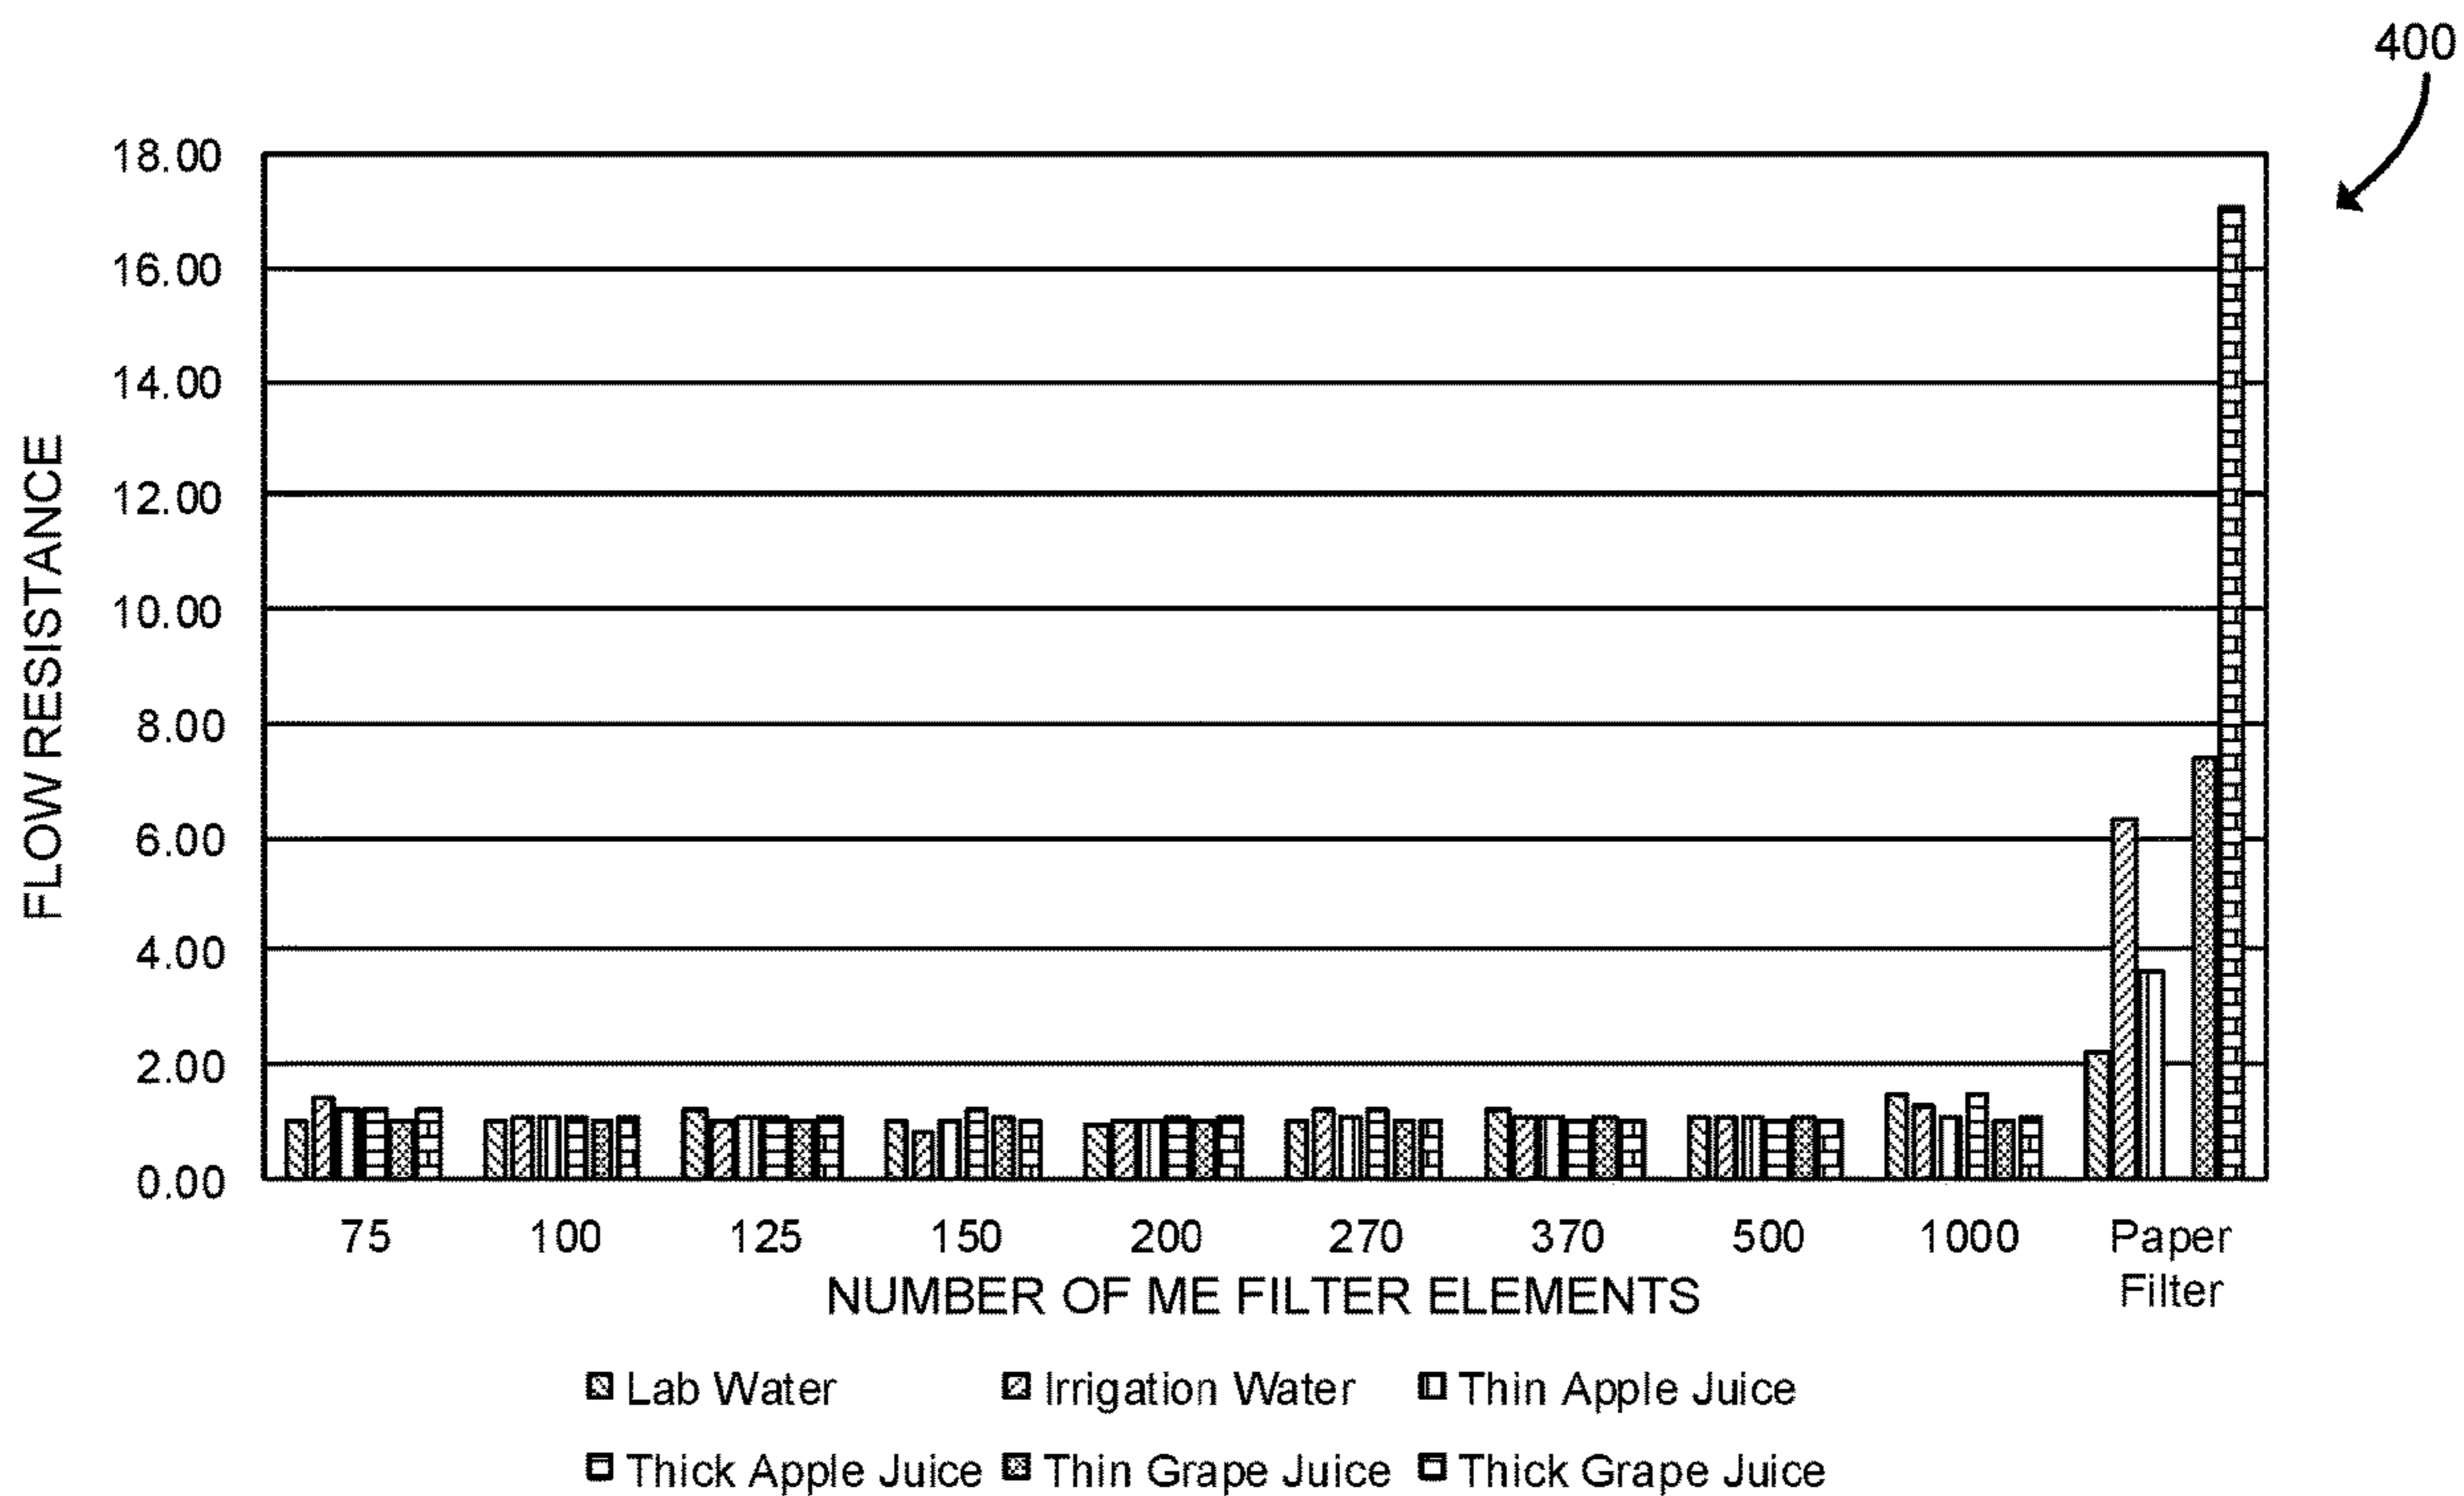 400
18.00
16.00
14.00
12.00
10.00
8.00
6.00
4.00
2.00
0.00
FLOW RESISTANCE
75 100 125 150 200 270 370 500 1000 Paper
Filter
NUMBER OF ME FILTER ELEMENTS
Lab Water Irrigation Water Thin Apple Juice
Thick Apple Juice Thin Grape Juice Thick Grape Juice